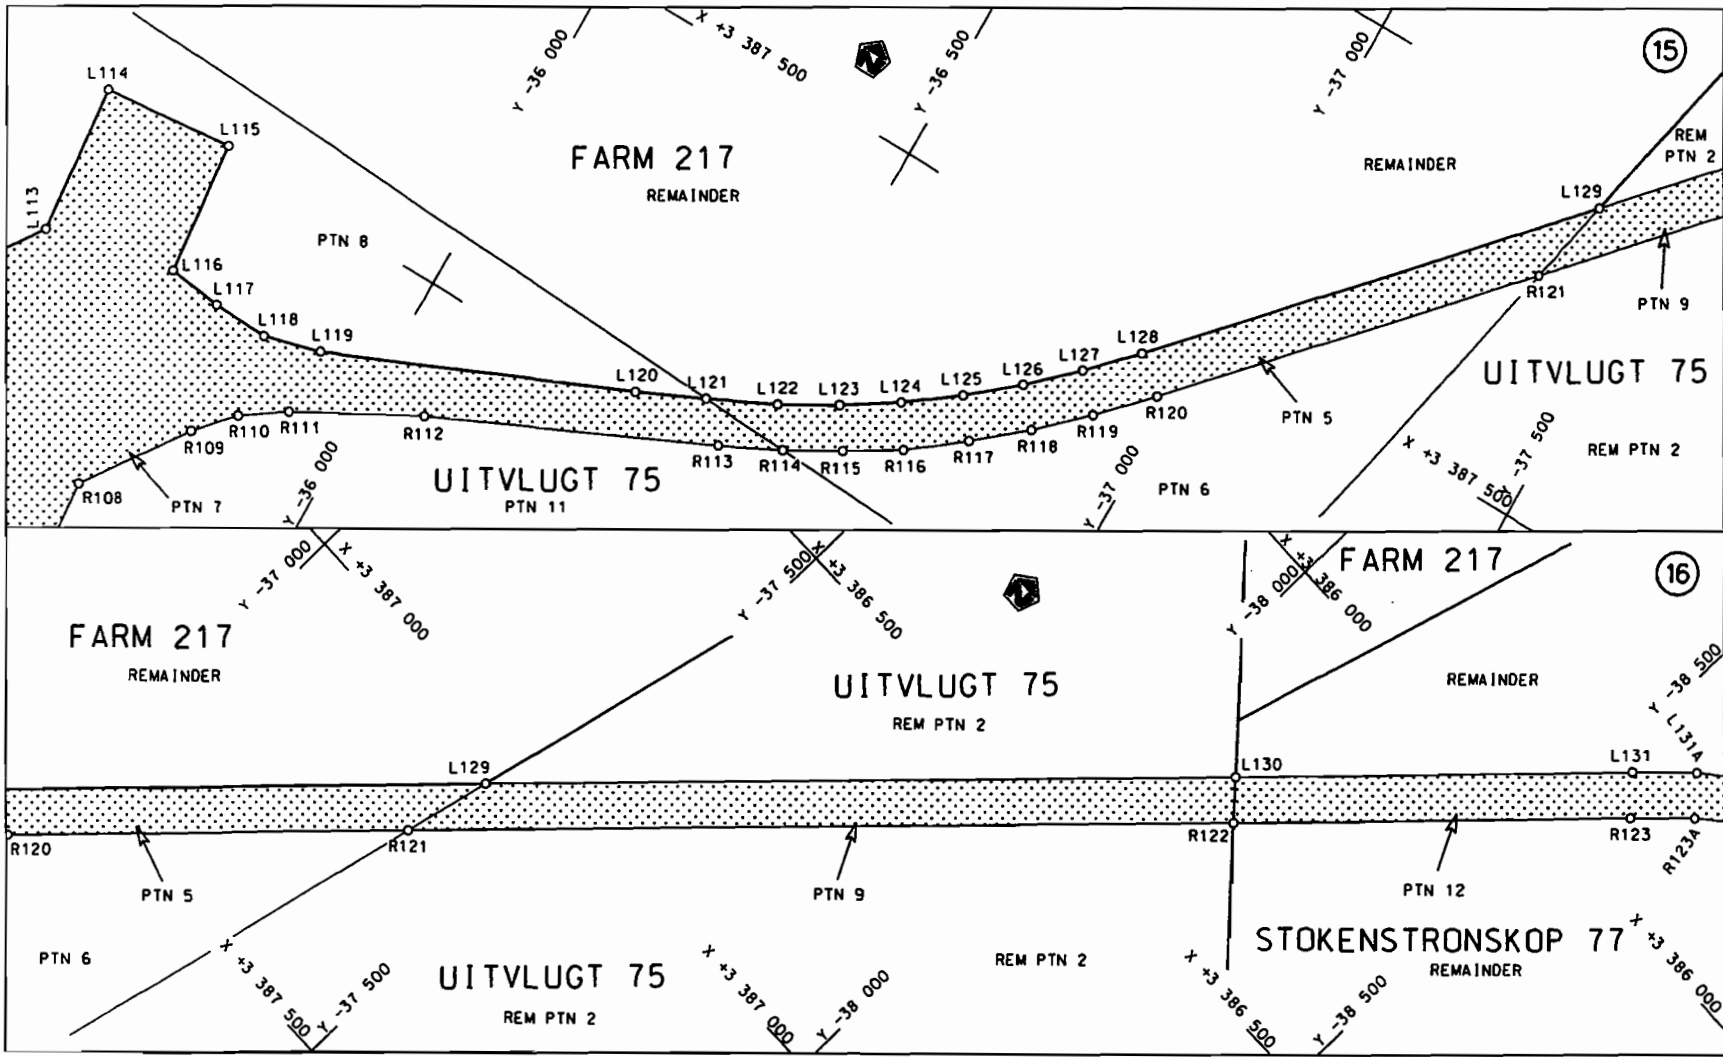 L114
Y -36 000
X +3 387 500
Y -36 500
Y -37 000
15
L115
FARM 217
REMAINDER
REMAINDER
REM
PTN 2
L113
PTN 8
L129
L116
L117
R121
PTN 9
L118
L119
L128
L127
L126
UITVLUGT 75
L120
L121
L122
L123
L124
L125
R120
PTN 5
R110
R111
R112
R109
R119
R118
R117
R113
R114
R115
R116
X +3 387 500
Y -37 500
REM PTN 2
R108
PTN 7
Y -36 000
UITVLUGT 75
PTN 11
Y -37 000
PTN 6
Y -37 000
X +3 387 000
Y -37 500
X +3 386 500
Y -38 000
X +3 386 000
FARM 217
16
FARM 217
REMAINDER
UITVLUGT 75
REM PTN 2
REMAINDER
Y -38 500
L129
L130
L131
L131A
R120
R121
R122
R123
R123A
PTN 5
PTN 9
PTN 12
PTN 6
X +3 387 500
Y -37 500
UITVLUGT 75
REM PTN 2
X +3 387 000
Y -38 000
REM PTN 2
X +3 386 500
Y -38 500
STOKENSTRONSKOP 77
REMAINDER
X +3 386 000